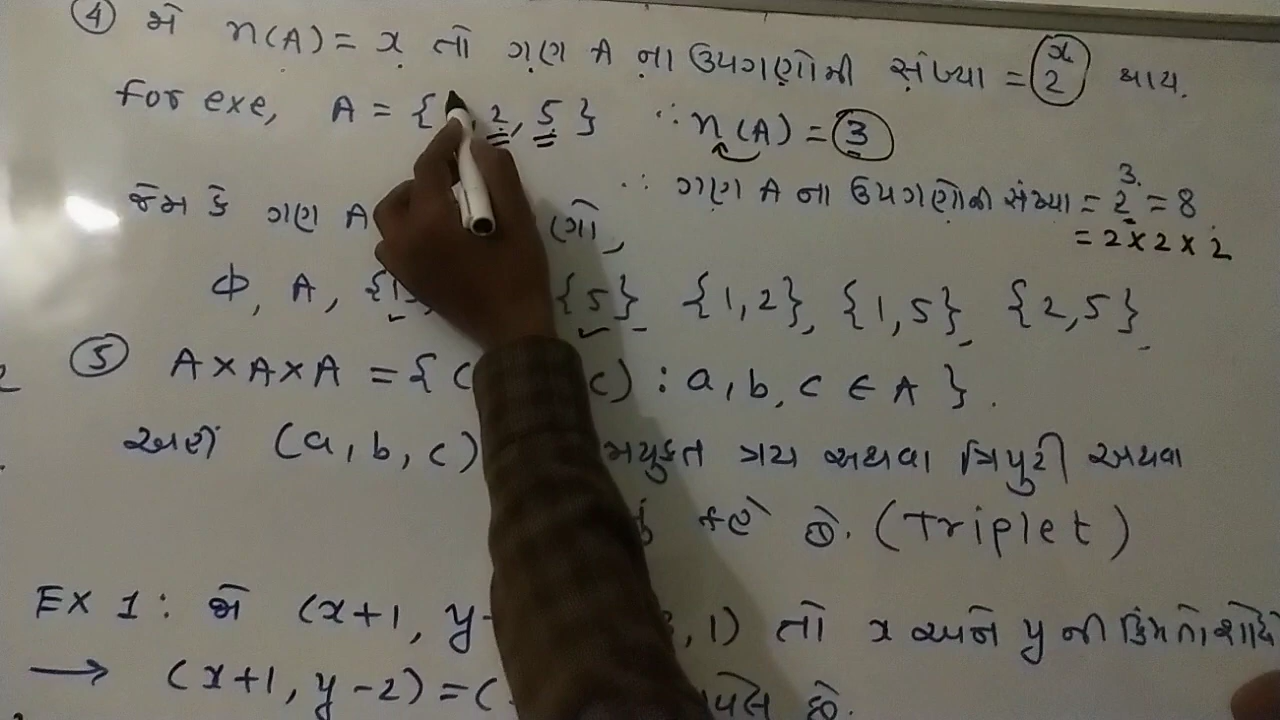 ④ જો n(A) = x તો ગણ A ના ઉપગણોની સંખ્યા = 2^x થાય.
for exe, A = { , 2, 5 } ∴ n(A) = 3
જેમ કે ગણ A
∴ ગણ A ના ઉપગણોની સંખ્યા = 2^3 = 8
= 2 × 2 × 2
Φ, A, {1 {5} {1,2}, {1,5}, {2,5}
⑤ A×A×A = {( c) : a, b, c ∈ A }.
અહીં (a, b, c) ત્રય અથવા ત્રિપુટી અથવા
કહે છે. (Triplet)
EX 1: જો (x+1, y- ,1) તો x અને y ની કિંમતો શોધો
→ (x+1, y-2) = ( છે.